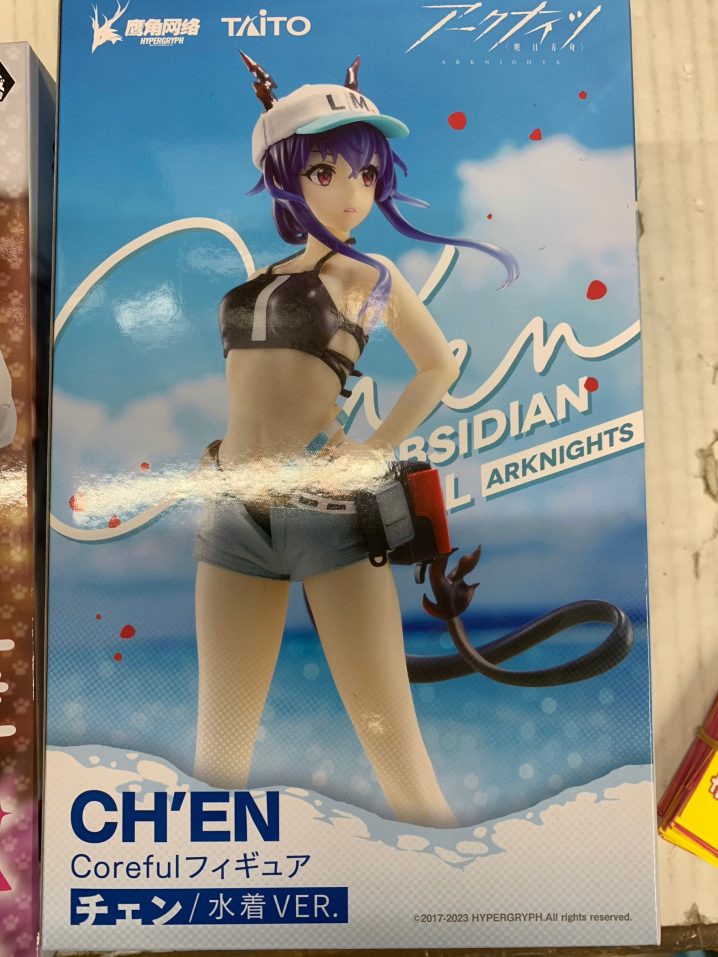 鹰角网络
HYPERGRYPH
TAITO
アークナイツ
〈明日方舟〉
ARKNIGHTS
LM.
Ch'en
BSIDIAN
L ARKNIGHTS
CH'EN
Corefulフィギュア
チェン/水着VER.
©2017-2023 HYPERGRYPH.All rights reserved.